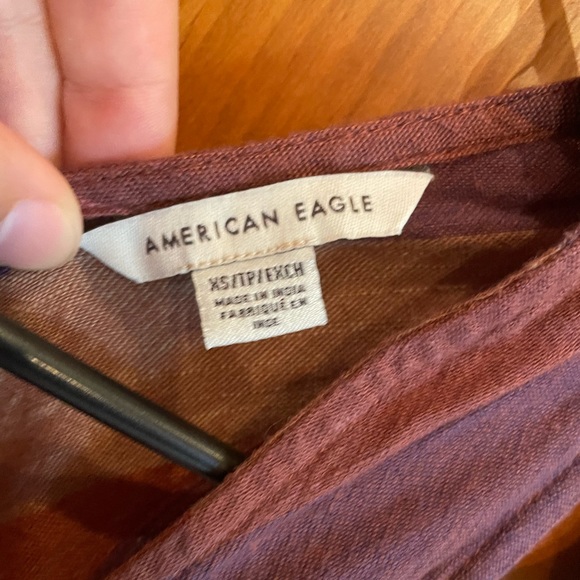 AMERICAN EAGLE
XS/TP/EXCH
MADE IN INDIA
FABRIQUÉ EN
INDE